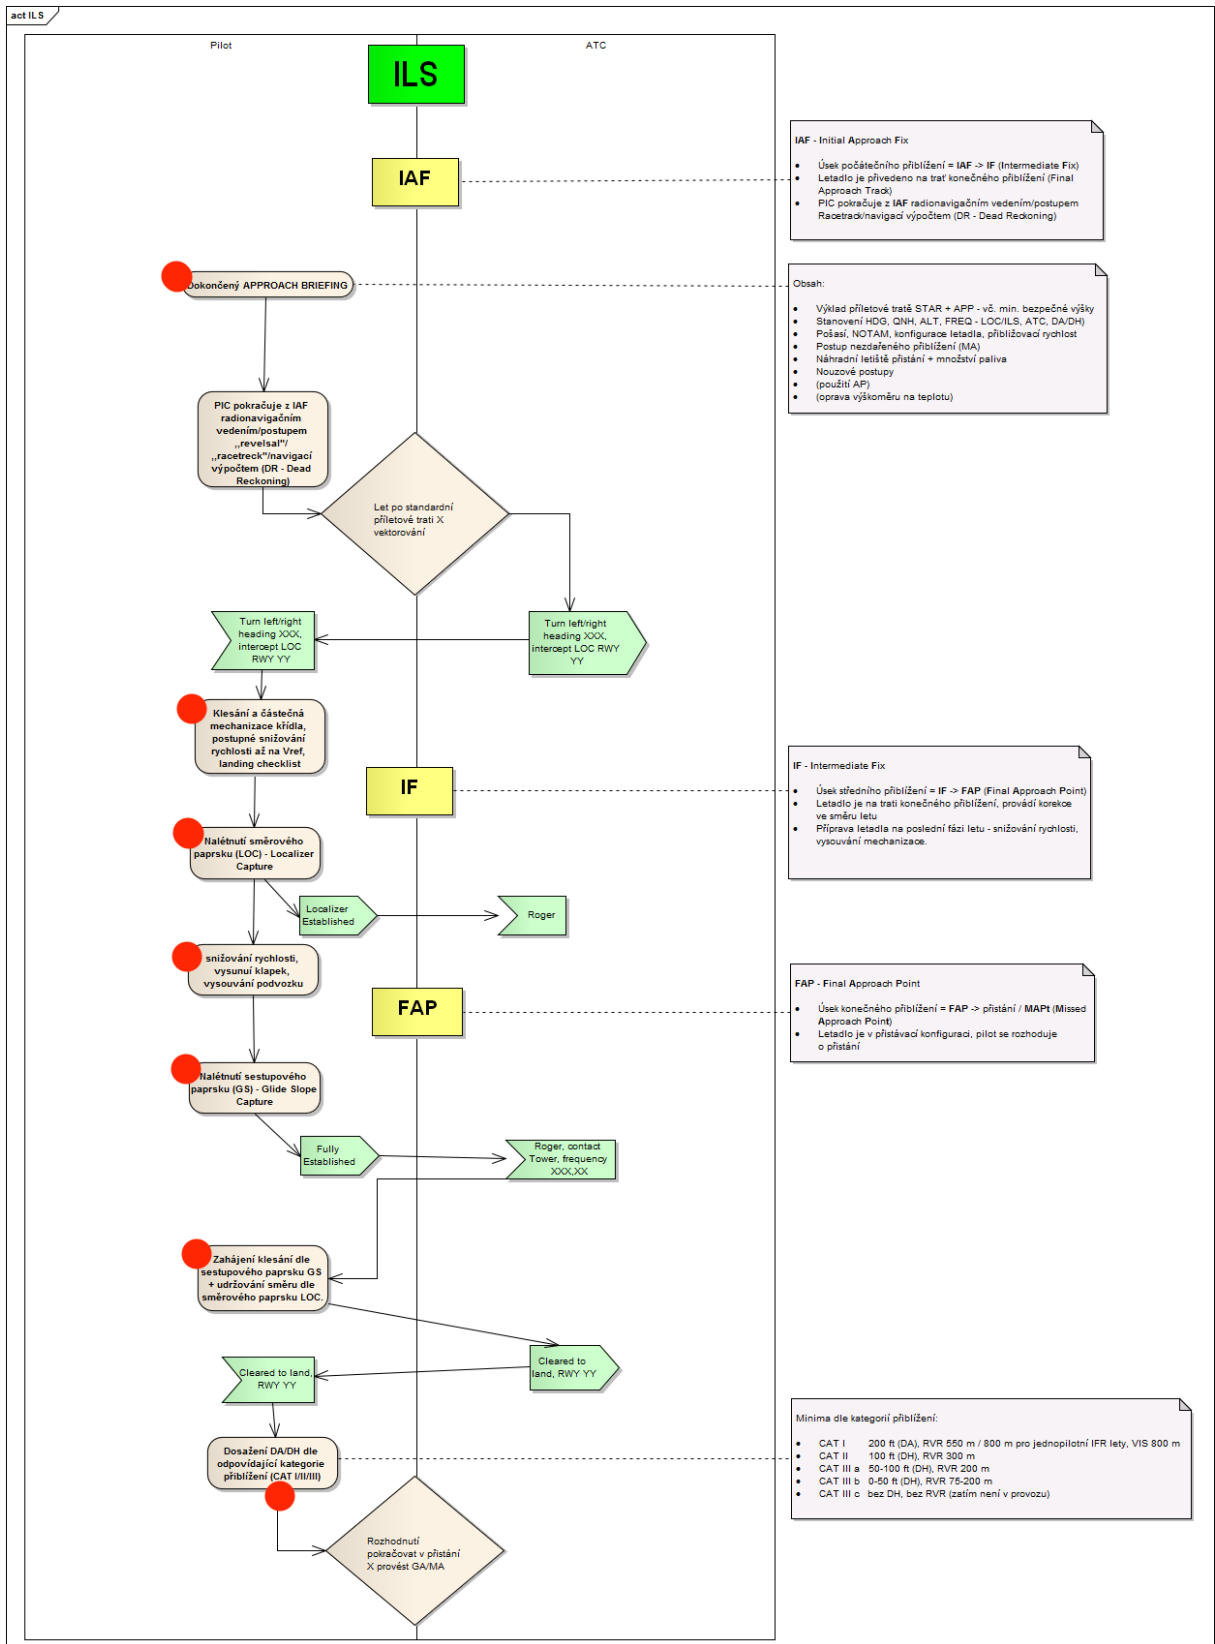 act ILS
Pilot
ATC
ILS
IAF
IAF - Initial Approach Fix
• Úsek počátečního přiblížení = IAF -> IF (Intermediate Fix)
• Letadlo je přivedeno na trať konečného přiblížení (Final
Approach Track)
• PIC pokračuje z IAF radionavigačním vedením/postupem
Racetrack/navigací výpočtem (DR - Dead Reckoning)
Dokončený APPROACH BRIEFING
Obsah:
• Výklad příletové tratě STAR + APP - vč. min. bezpečné výšky
• Stanovení HDG, QNH, ALT, FREQ - LOC/ILS, ATC, DA/DH)
• Pošasí, NOTAM, konfigurace letadla, přibližovací rychlost
• Postup nezdařeného přiblížení (MA)
• Náhradní letiště přistání + množství paliva
• Nouzové postupy
• (použití AP)
• (oprava výškoměru na teplotu)
PIC pokračuje z IAF
radionavigačním
vedením/postupem
,,revelsal"/
,,racetreck"/navigací
výpočtem (DR - Dead
Reckoning)
Let po standardní
příletové trati X
vektorování
Turn left/right
heading XXX,
intercept LOC
RWY YY
Turn left/right
heading XXX,
intercept LOC RWY
YY
Klesání a částečná
mechanizace křídla,
postupné snižování
rychlosti až na Vref,
landing checklist
IF
IF - Intermediate Fix
• Úsek středního přiblížení = IF -> FAP (Final Approach Point)
• Letadlo je na trati konečného přiblížení, provádí korekce
ve směru letu
• Příprava letadla na poslední fázi letu - snižování rychlosti,
vysouvání mechanizace.
Nalétnutí směrového
paprsku (LOC) - Localizer
Capture
Localizer
Established
Roger
snižování rychlosti,
vysunuí klapek,
vysouvání podvozku
FAP
FAP - Final Approach Point
• Úsek konečného přiblížení = FAP -> přistání / MAPt (Missed
Approach Point)
• Letadlo je v přistávací konfiguraci, pilot se rozhoduje
o přistání
Nalétnutí sestupového
paprsku (GS) - Glide Slope
Capture
Fully
Established
Roger, contact
Tower, frequency
XXX,XX
Zahájení klesání dle
sestupového paprsku GS
+ udržování směru dle
směrového paprsku LOC.
Cleared to land,
RWY YY
Cleared to
land, RWY YY
Dosažení DA/DH dle
odpovídající kategorie
přiblížení (CAT I/II/III)
Minima dle kategorií přiblížení:
• CAT I 200 ft (DA), RVR 550 m / 800 m pro jednopilotní IFR lety, VIS 800 m
• CAT II 100 ft (DH), RVR 300 m
• CAT III a 50-100 ft (DH), RVR 200 m
• CAT III b 0-50 ft (DH), RVR 75-200 m
• CAT III c bez DH, bez RVR (zatím není v provozu)
Rozhodnutí
pokračovat v přistání
X provést GA/MA